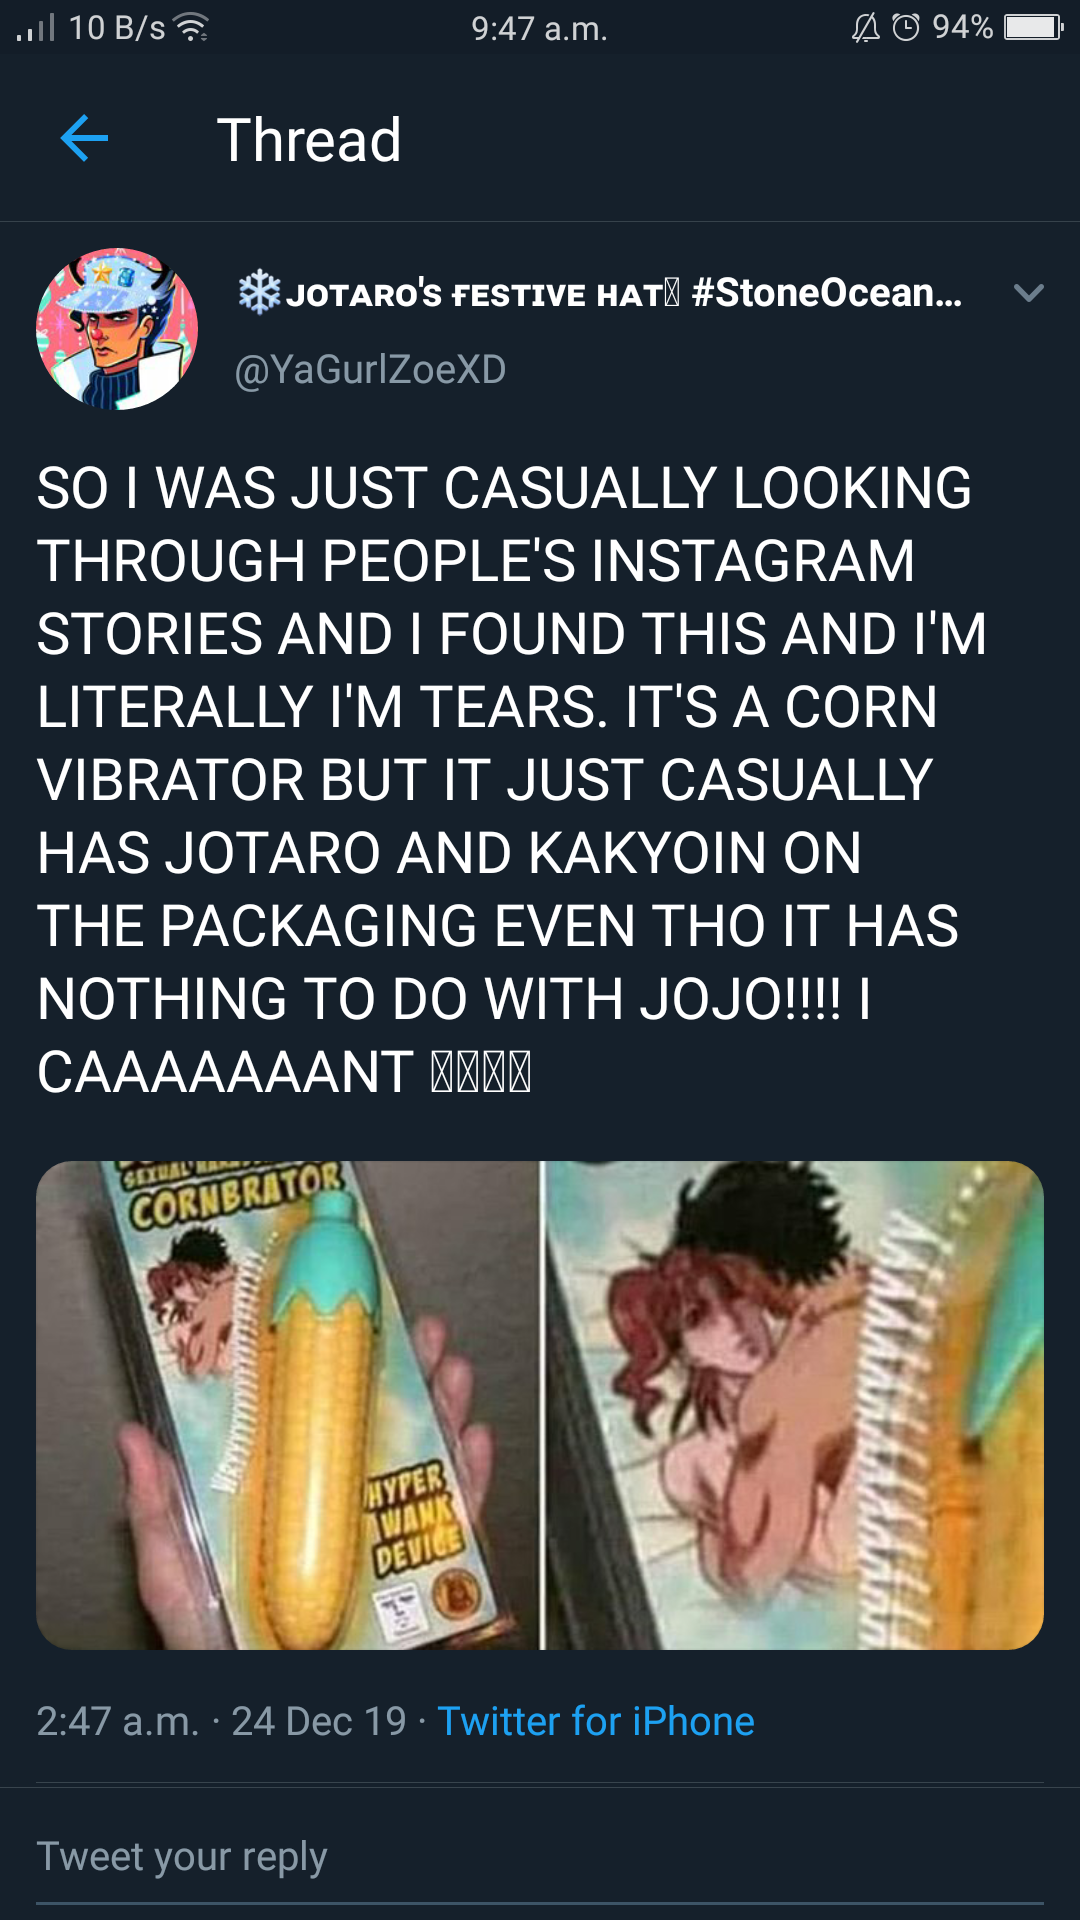 10 B/s
9:47 a.m.
94%
Thread
❄JOTARO'S FESTIVE HAT #StoneOcean...
@YaGurlZoeXD
SO I WAS JUST CASUALLY LOOKING
THROUGH PEOPLE'S INSTAGRAM
STORIES AND I FOUND THIS AND I'M
LITERALLY I'M TEARS. IT'S A CORN
VIBRATOR BUT IT JUST CASUALLY
HAS JOTARO AND KAKYOIN ON
THE PACKAGING EVEN THO IT HAS
NOTHING TO DO WITH JOJO!!!! I
CAAAAAAANT
SEXUAL
CORNBRATOR
HYPER
WANK
DEVICE
2:47 a.m. · 24 Dec 19 · Twitter for iPhone
Tweet your reply